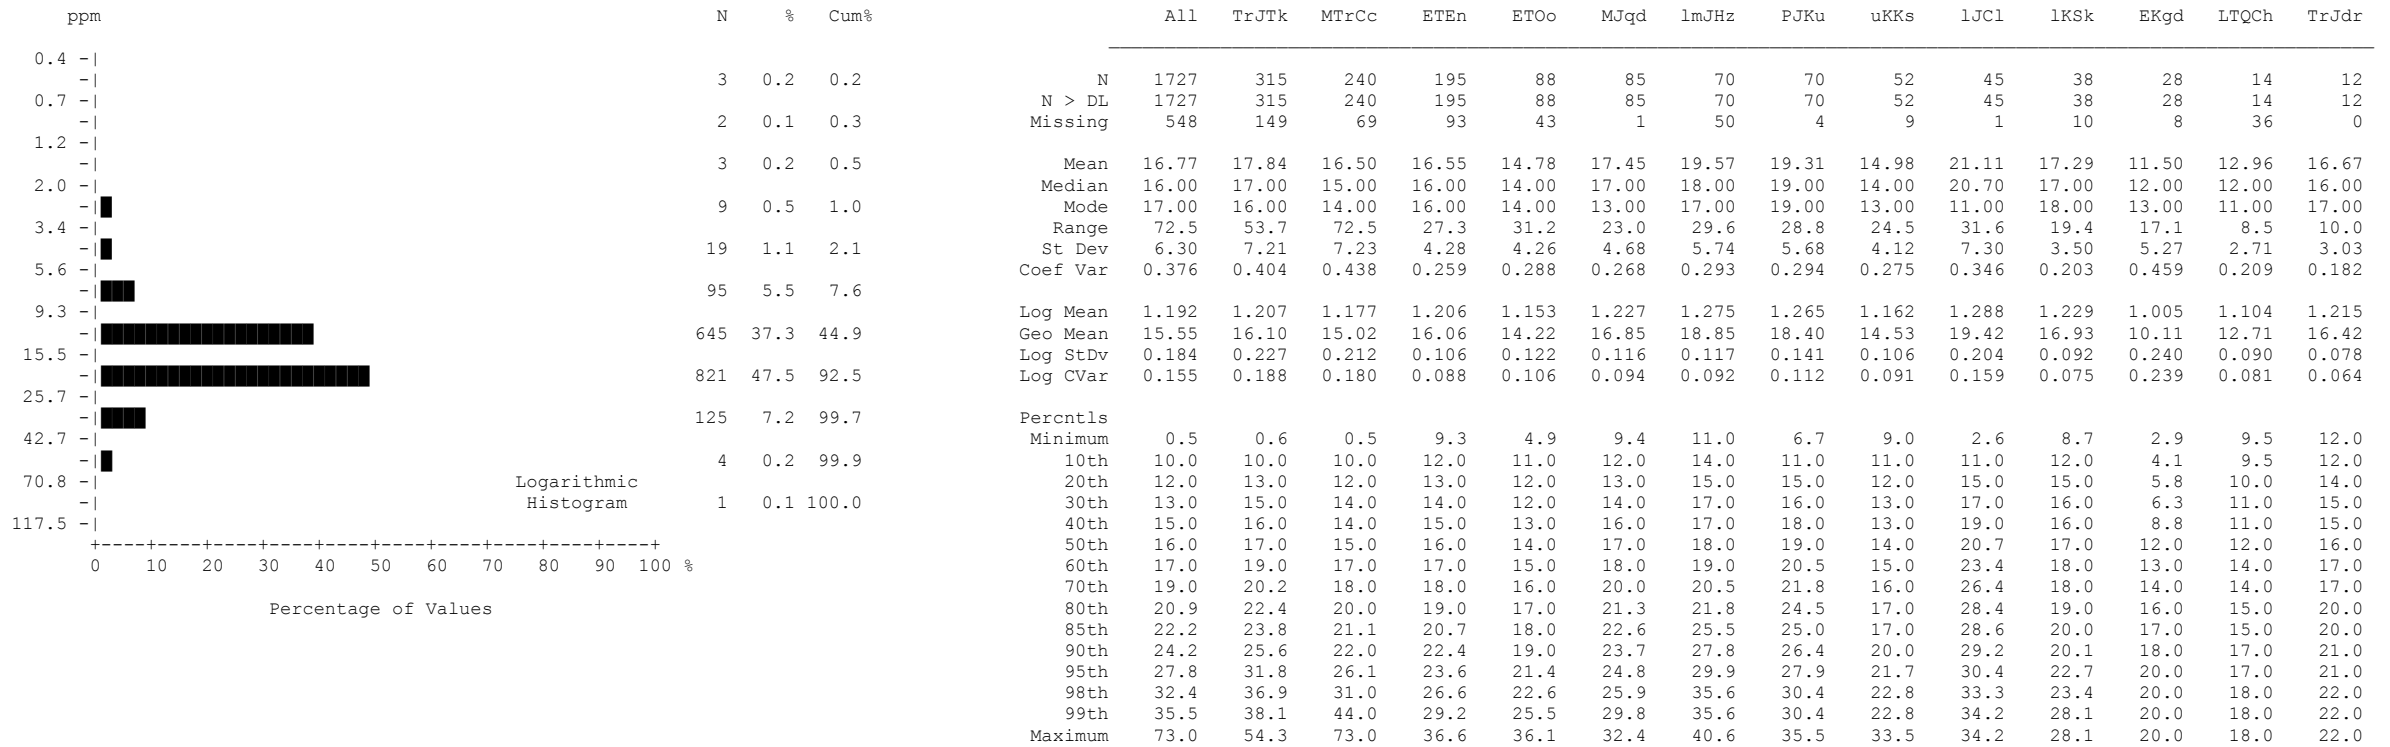 ppm N % Cum% All TrJTk MTrCc ETEn ETOo MJqd lmJHz PJKu uKKs lJCl lKSk EKgd LTQCh TrJdr
0.4 -|
-| 3 0.2 0.2 N 1727 315 240 195 88 85 70 70 52 45 38 28 14 12
0.7 -| N > DL 1727 315 240 195 88 85 70 70 52 45 38 28 14 12
-| 2 0.1 0.3 Missing 548 149 69 93 43 1 50 4 9 1 10 8 36 0
1.2 -|
-| 3 0.2 0.5 Mean 16.77 17.84 16.50 16.55 14.78 17.45 19.57 19.31 14.98 21.11 17.29 11.50 12.96 16.67
2.0 -| Median 16.00 17.00 15.00 16.00 14.00 17.00 18.00 19.00 14.00 20.70 17.00 12.00 12.00 16.00
-| 9 0.5 1.0 Mode 17.00 16.00 14.00 16.00 14.00 13.00 17.00 19.00 13.00 11.00 18.00 13.00 11.00 17.00
3.4 -| Range 72.5 53.7 72.5 27.3 31.2 23.0 29.6 28.8 24.5 31.6 19.4 17.1 8.5 10.0
-| 19 1.1 2.1 St Dev 6.30 7.21 7.23 4.28 4.26 4.68 5.74 5.68 4.12 7.30 3.50 5.27 2.71 3.03
5.6 -| Coef Var 0.376 0.404 0.438 0.259 0.288 0.268 0.293 0.294 0.275 0.346 0.203 0.459 0.209 0.182
-| 95 5.5 7.6
9.3 -| Log Mean 1.192 1.207 1.177 1.206 1.153 1.227 1.275 1.265 1.162 1.288 1.229 1.005 1.104 1.215
-| 645 37.3 44.9 Geo Mean 15.55 16.10 15.02 16.06 14.22 16.85 18.85 18.40 14.53 19.42 16.93 10.11 12.71 16.42
15.5 -| Log StDv 0.184 0.227 0.212 0.106 0.122 0.116 0.117 0.141 0.106 0.204 0.092 0.240 0.090 0.078
-| 821 47.5 92.5 Log CVar 0.155 0.188 0.180 0.088 0.106 0.094 0.092 0.112 0.091 0.159 0.075 0.239 0.081 0.064
25.7 -|
-| 125 7.2 99.7 Percntls
42.7 -| Minimum 0.5 0.6 0.5 9.3 4.9 9.4 11.0 6.7 9.0 2.6 8.7 2.9 9.5 12.0
-| 4 0.2 99.9 10th 10.0 10.0 10.0 12.0 11.0 12.0 14.0 11.0 11.0 11.0 12.0 4.1 9.5 12.0
70.8 -| Logarithmic 20th 12.0 13.0 12.0 13.0 12.0 13.0 15.0 15.0 12.0 15.0 15.0 5.8 10.0 14.0
-| Histogram 1 0.1 100.0 30th 13.0 15.0 14.0 14.0 12.0 14.0 17.0 16.0 13.0 17.0 16.0 6.3 11.0 15.0
117.5 -| 40th 15.0 16.0 14.0 15.0 13.0 16.0 17.0 18.0 13.0 19.0 16.0 8.8 11.0 15.0
+----+----+----+----+----+----+----+----+----+----+ 50th 16.0 17.0 15.0 16.0 14.0 17.0 18.0 19.0 14.0 20.7 17.0 12.0 12.0 16.0
0 10 20 30 40 50 60 70 80 90 100 % 60th 17.0 19.0 17.0 17.0 15.0 18.0 19.0 20.5 15.0 23.4 18.0 13.0 14.0 17.0
70th 19.0 20.2 18.0 18.0 16.0 20.0 20.5 21.8 16.0 26.4 18.0 14.0 14.0 17.0
Percentage of Values 80th 20.9 22.4 20.0 19.0 17.0 21.3 21.8 24.5 17.0 28.4 19.0 16.0 15.0 20.0
85th 22.2 23.8 21.1 20.7 18.0 22.6 25.5 25.0 17.0 28.6 20.0 17.0 15.0 20.0
90th 24.2 25.6 22.0 22.4 19.0 23.7 27.8 26.4 20.0 29.2 20.1 18.0 17.0 21.0
95th 27.8 31.8 26.1 23.6 21.4 24.8 29.9 27.9 21.7 30.4 22.7 20.0 17.0 21.0
98th 32.4 36.9 31.0 26.6 22.6 25.9 35.6 30.4 22.8 33.3 23.4 20.0 18.0 22.0
99th 35.5 38.1 44.0 29.2 25.5 29.8 35.6 30.4 22.8 34.2 28.1 20.0 18.0 22.0
Maximum 73.0 54.3 73.0 36.6 36.1 32.4 40.6 35.5 33.5 34.2 28.1 20.0 18.0 22.0